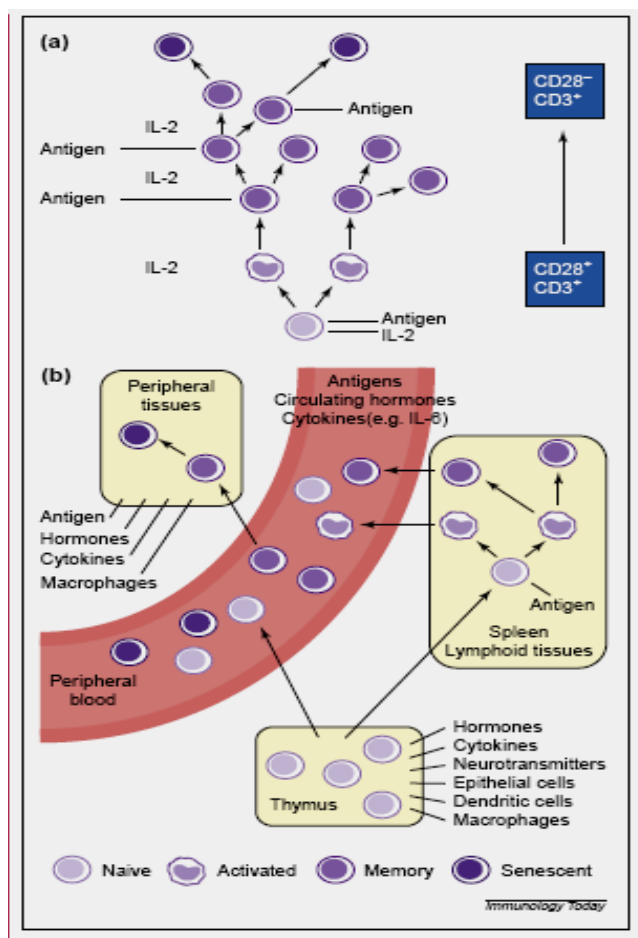 (a)
CD28–
CD3+
Antigen
IL-2
Antigen
IL-2
Antigen
IL-2
CD28+
CD3+
Antigen
IL-2
(b)
Peripheral
tissues
Antigens
Circulating hormones
Cytokines(e.g. IL-6)
Antigen
Hormones
Cytokines
Macrophages
Antigen
Spleen
Lymphoid tissues
Peripheral
blood
Thymus
Hormones
Cytokines
Neurotransmitters
Epithelial cells
Dendritic cells
Macrophages
Naive
Activated
Memory
Senescent
Immunology Today